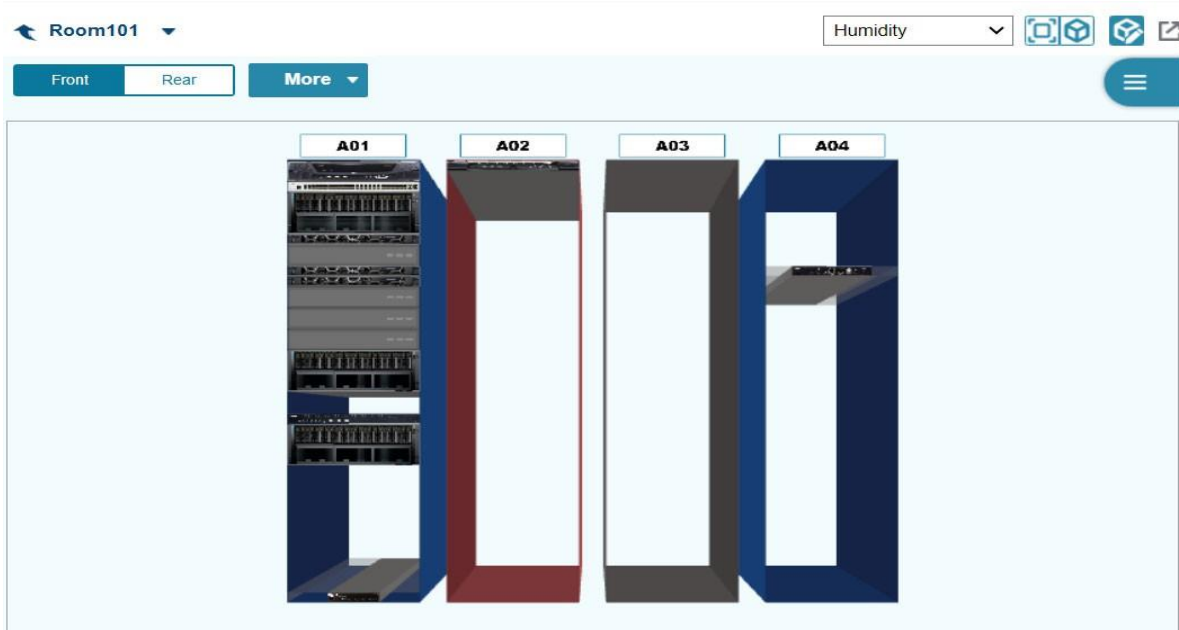 Room101
Humidity
Front
Rear
More
A01
A02
A03
A04